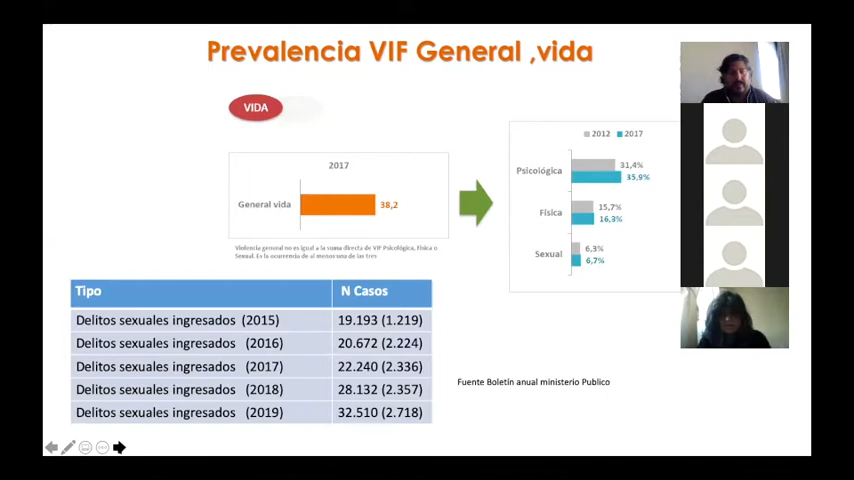 Prevalencia VIF General ,vida
VIDA
2017
General vida 38,2
Violencia general no es igual a la suma directa de VIF Psicológica, Física o
Sexual. Es la ocurrencia de al menos una de las tres
2012 2017
Psicológica 31,4%
35,9%
Física 15,7%
16,3%
Sexual 6,3%
6,7%
Tipo N Casos
Delitos sexuales ingresados (2015) 19.193 (1.219)
Delitos sexuales ingresados (2016) 20.672 (2.224)
Delitos sexuales ingresados (2017) 22.240 (2.336)
Delitos sexuales ingresados (2018) 28.132 (2.357)
Delitos sexuales ingresados (2019) 32.510 (2.718)
Fuente Boletín anual ministerio Publico